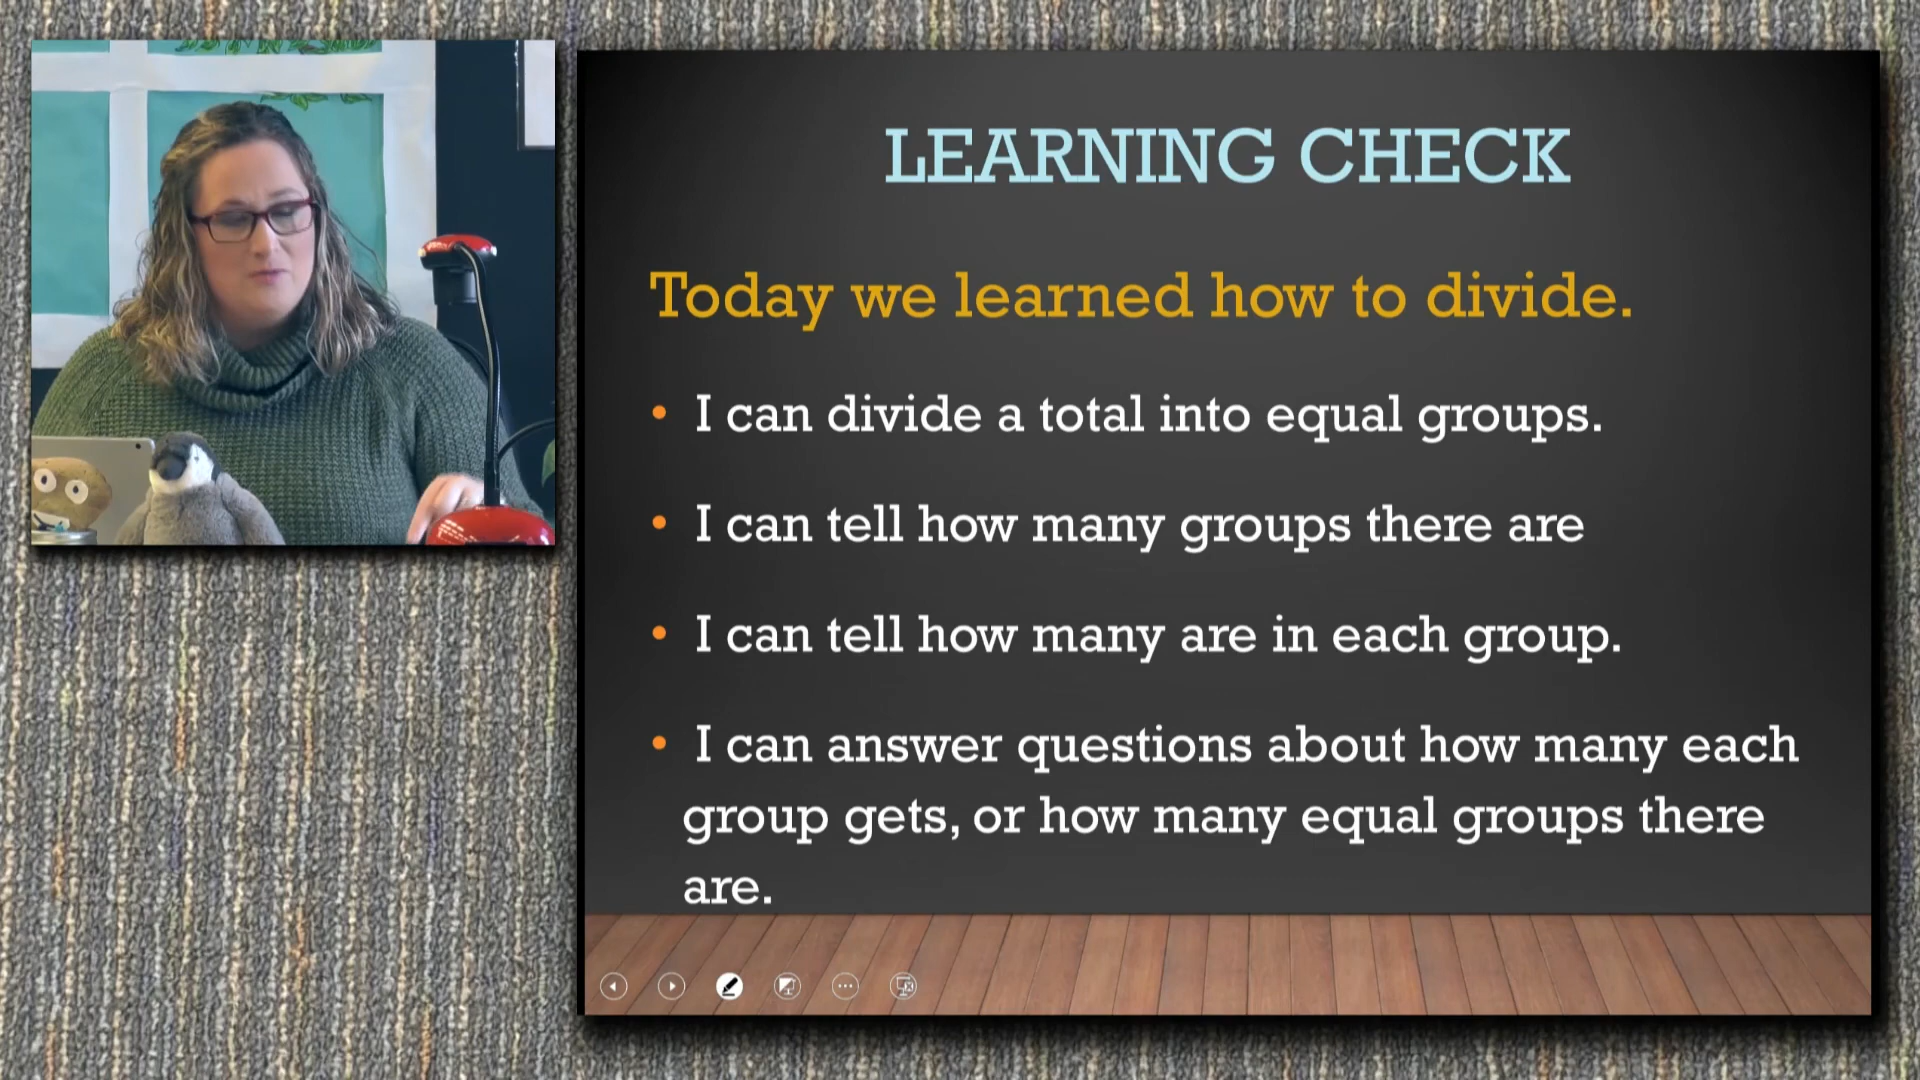 LEARNING CHECK
Today we learned how to divide.
• I can divide a total into equal groups.
• I can tell how many groups there are
• I can tell how many are in each group.
• I can answer questions about how many each
group gets, or how many equal groups there
are.